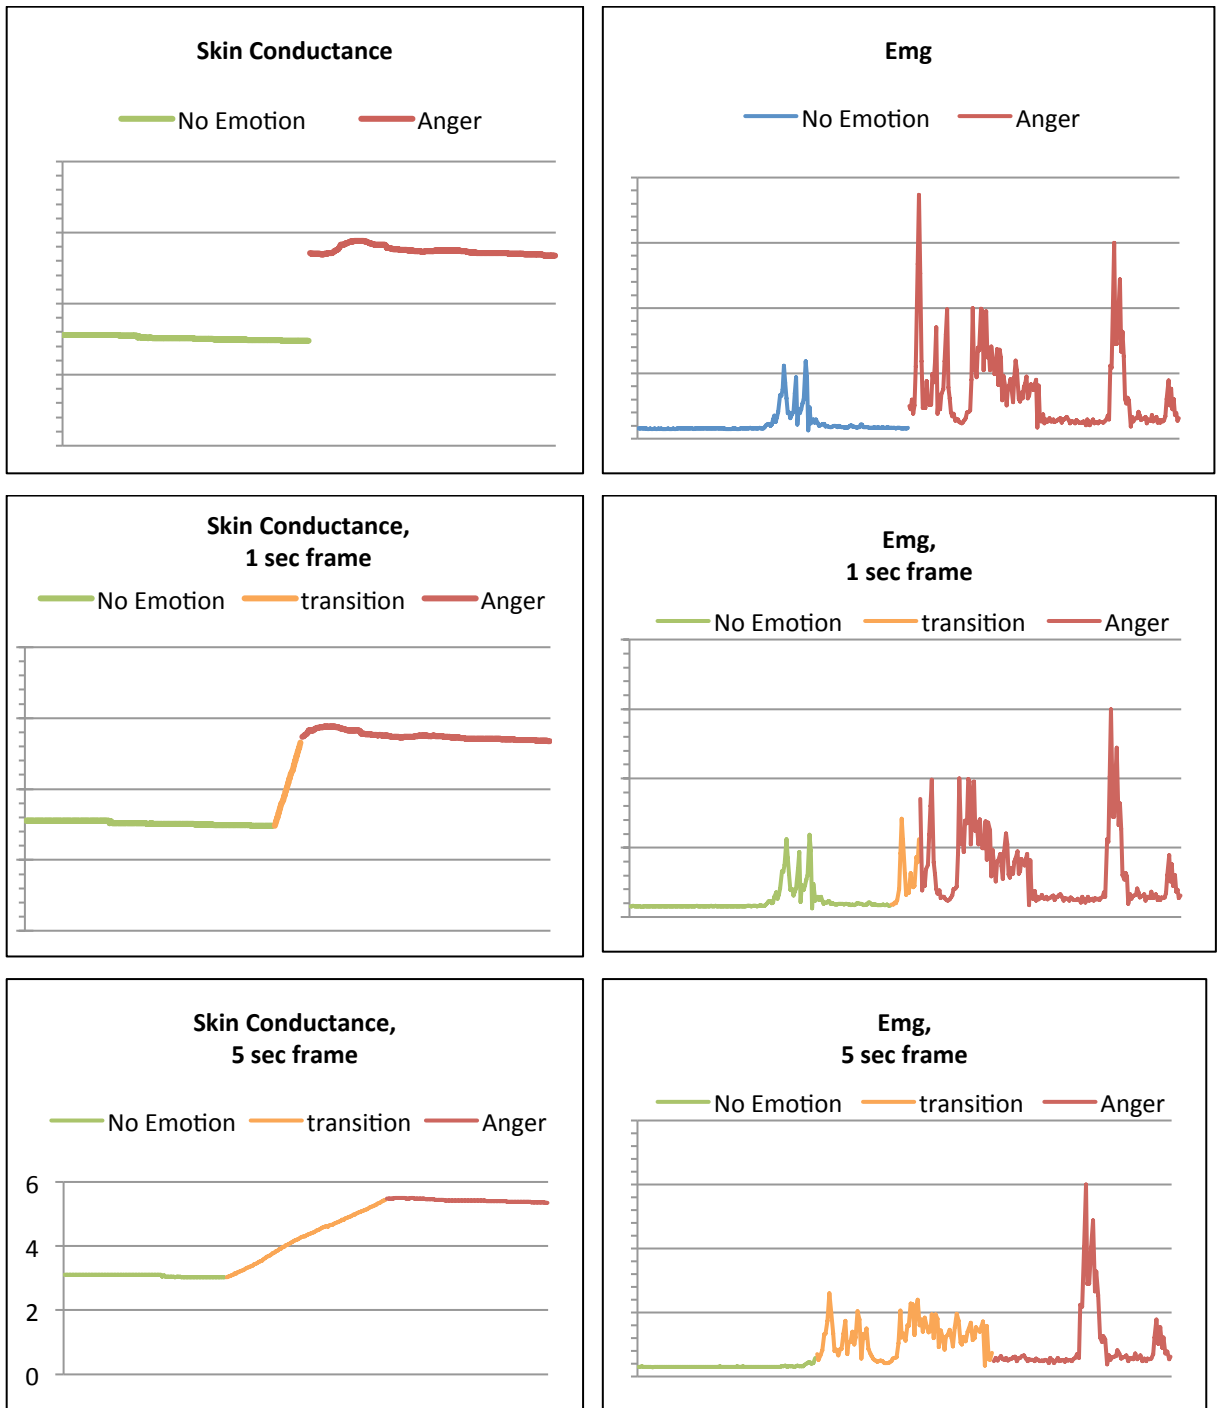 Skin Conductance
No Emotion Anger
Emg
No Emotion Anger
Skin Conductance,
1 sec frame
No Emotion transition Anger
Emg,
1 sec frame
No Emotion transition Anger
Skin Conductance,
5 sec frame
No Emotion transition Anger
6
4
2
0
Emg,
5 sec frame
No Emotion transition Anger